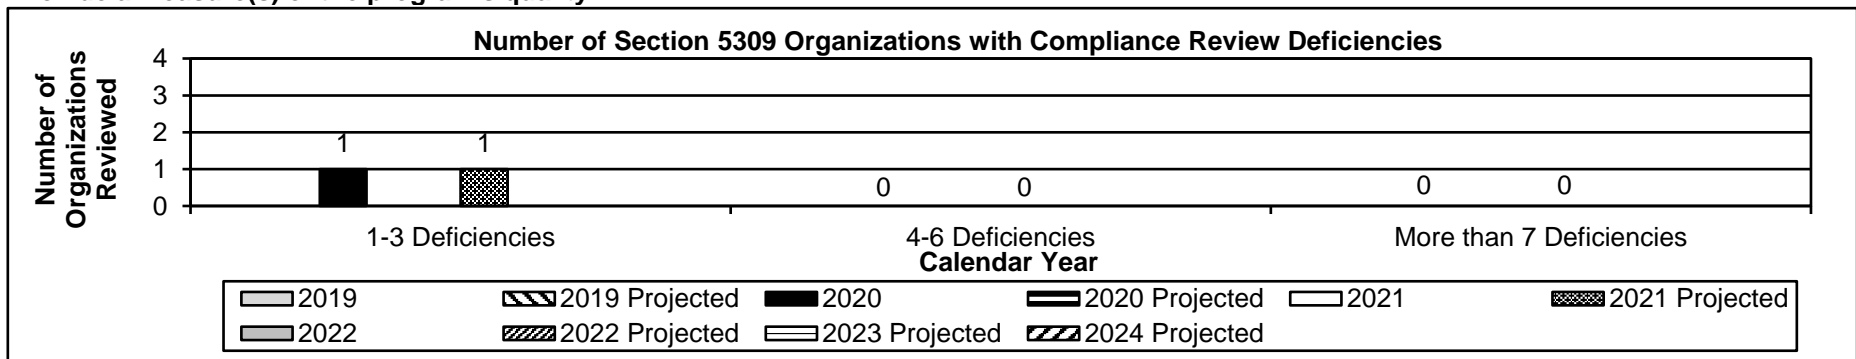 Number of Section 5309 Organizations with Compliance Review Deficiencies
Number of
Organizations
Reviewed
4
3
2
1
0
1
1
0
0
0
0
1-3 Deficiencies
4-6 Deficiencies
More than 7 Deficiencies
Calendar Year
2019
2019 Projected
2020
2020 Projected
2021
2021 Projected
2022
2022 Projected
2023 Projected
2024 Projected